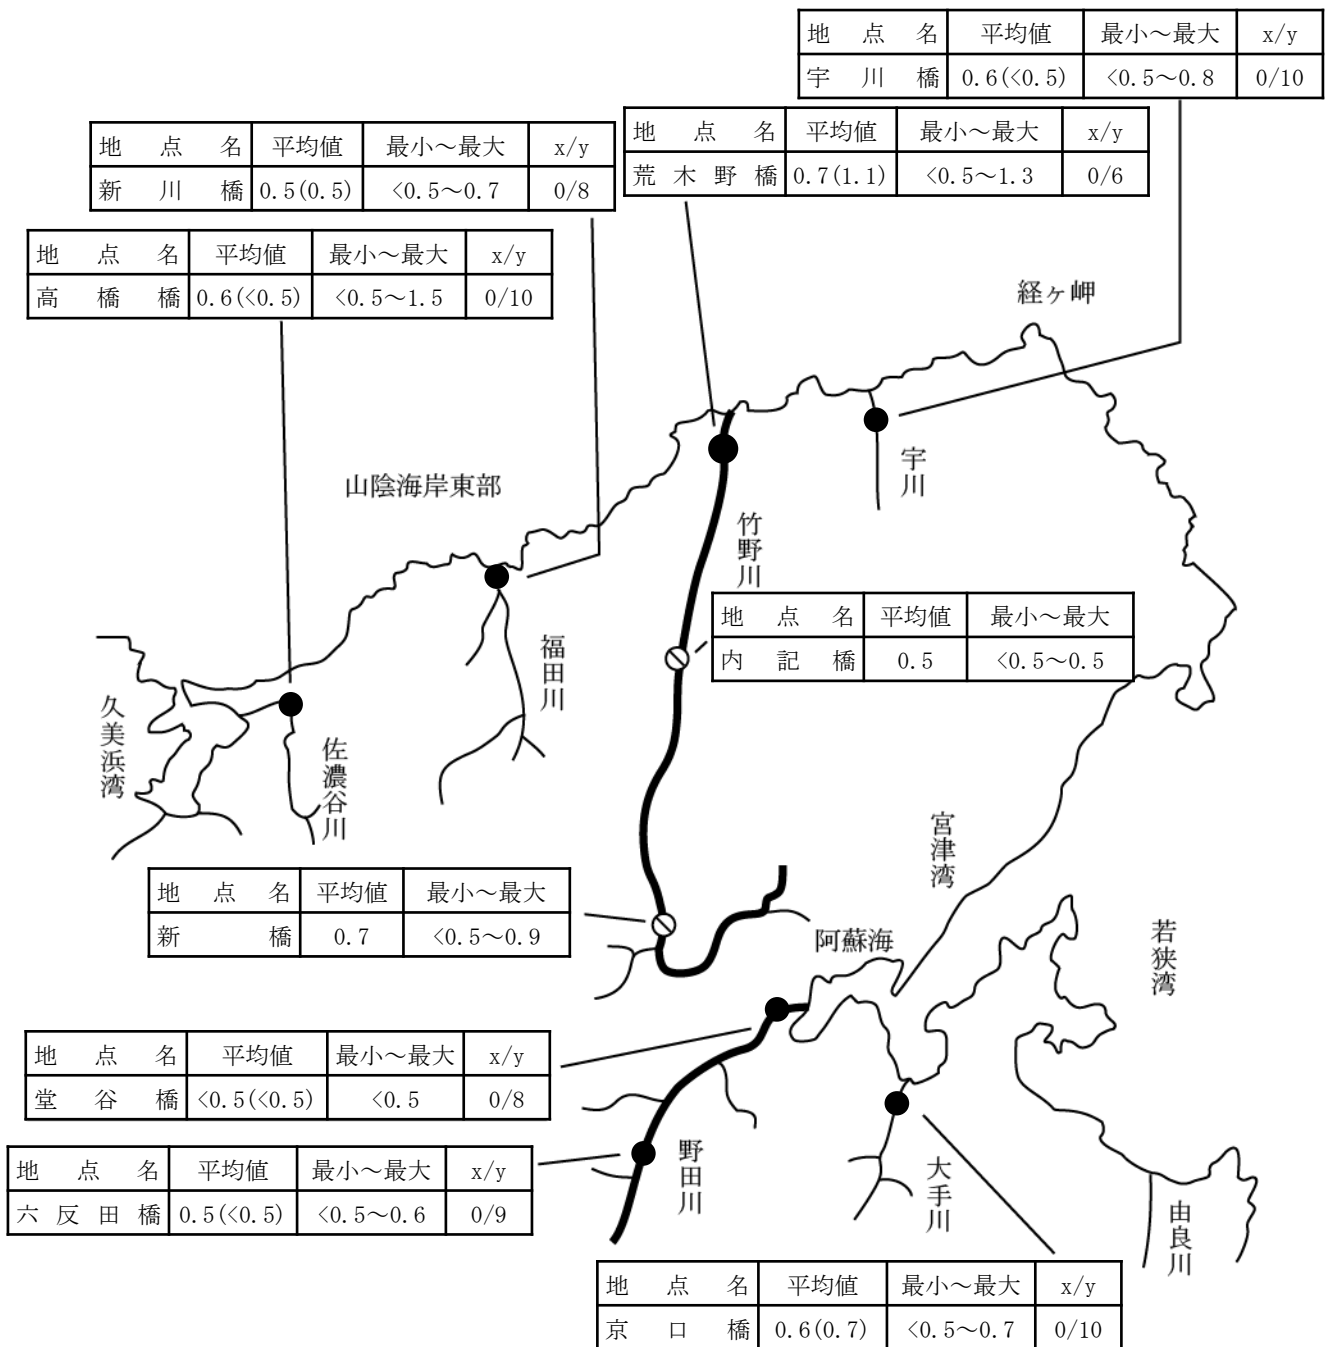 地点名 平均値 最小～最大 x/y
宇川橋 0.6(<0.5) <0.5～0.8 0/10
地点名 平均値 最小～最大 x/y
荒木野橋 0.7(1.1) <0.5～1.3 0/6
地点名 平均値 最小～最大 x/y
新川橋 0.5(0.5) <0.5～0.7 0/8
地点名 平均値 最小～最大 x/y
高橋橋 0.6(<0.5) <0.5～1.5 0/10
経ヶ岬
宇川
山陰海岸東部
竹野川
地点名 平均値 最小～最大
内記橋 0.5 <0.5～0.5
福田川
久美浜湾
佐濃谷川
宮津湾
地点名 平均値 最小～最大
新橋 0.7 <0.5～0.9
阿蘇海
若狭湾
地点名 平均値 最小～最大 x/y
堂谷橋 <0.5(<0.5) <0.5 0/8
地点名 平均値 最小～最大 x/y
六反田橋 0.5(<0.5) <0.5～0.6 0/9
野田川
大手川
由良川
地点名 平均値 最小～最大 x/y
京口橋 0.6(0.7) <0.5～0.7 0/10